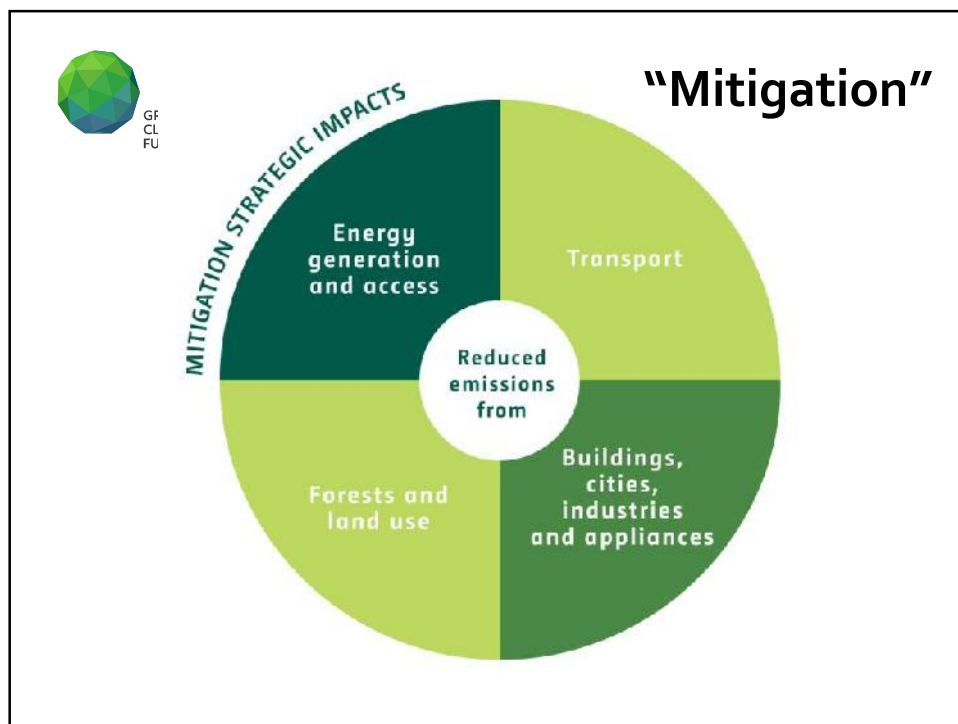 “Mitigation”
MITIGATION STRATEGIC IMPACTS
Energy
generation
and access
Transport
Reduced
emissions
from
Forests and
land use
Buildings,
cities,
industries
and appliances